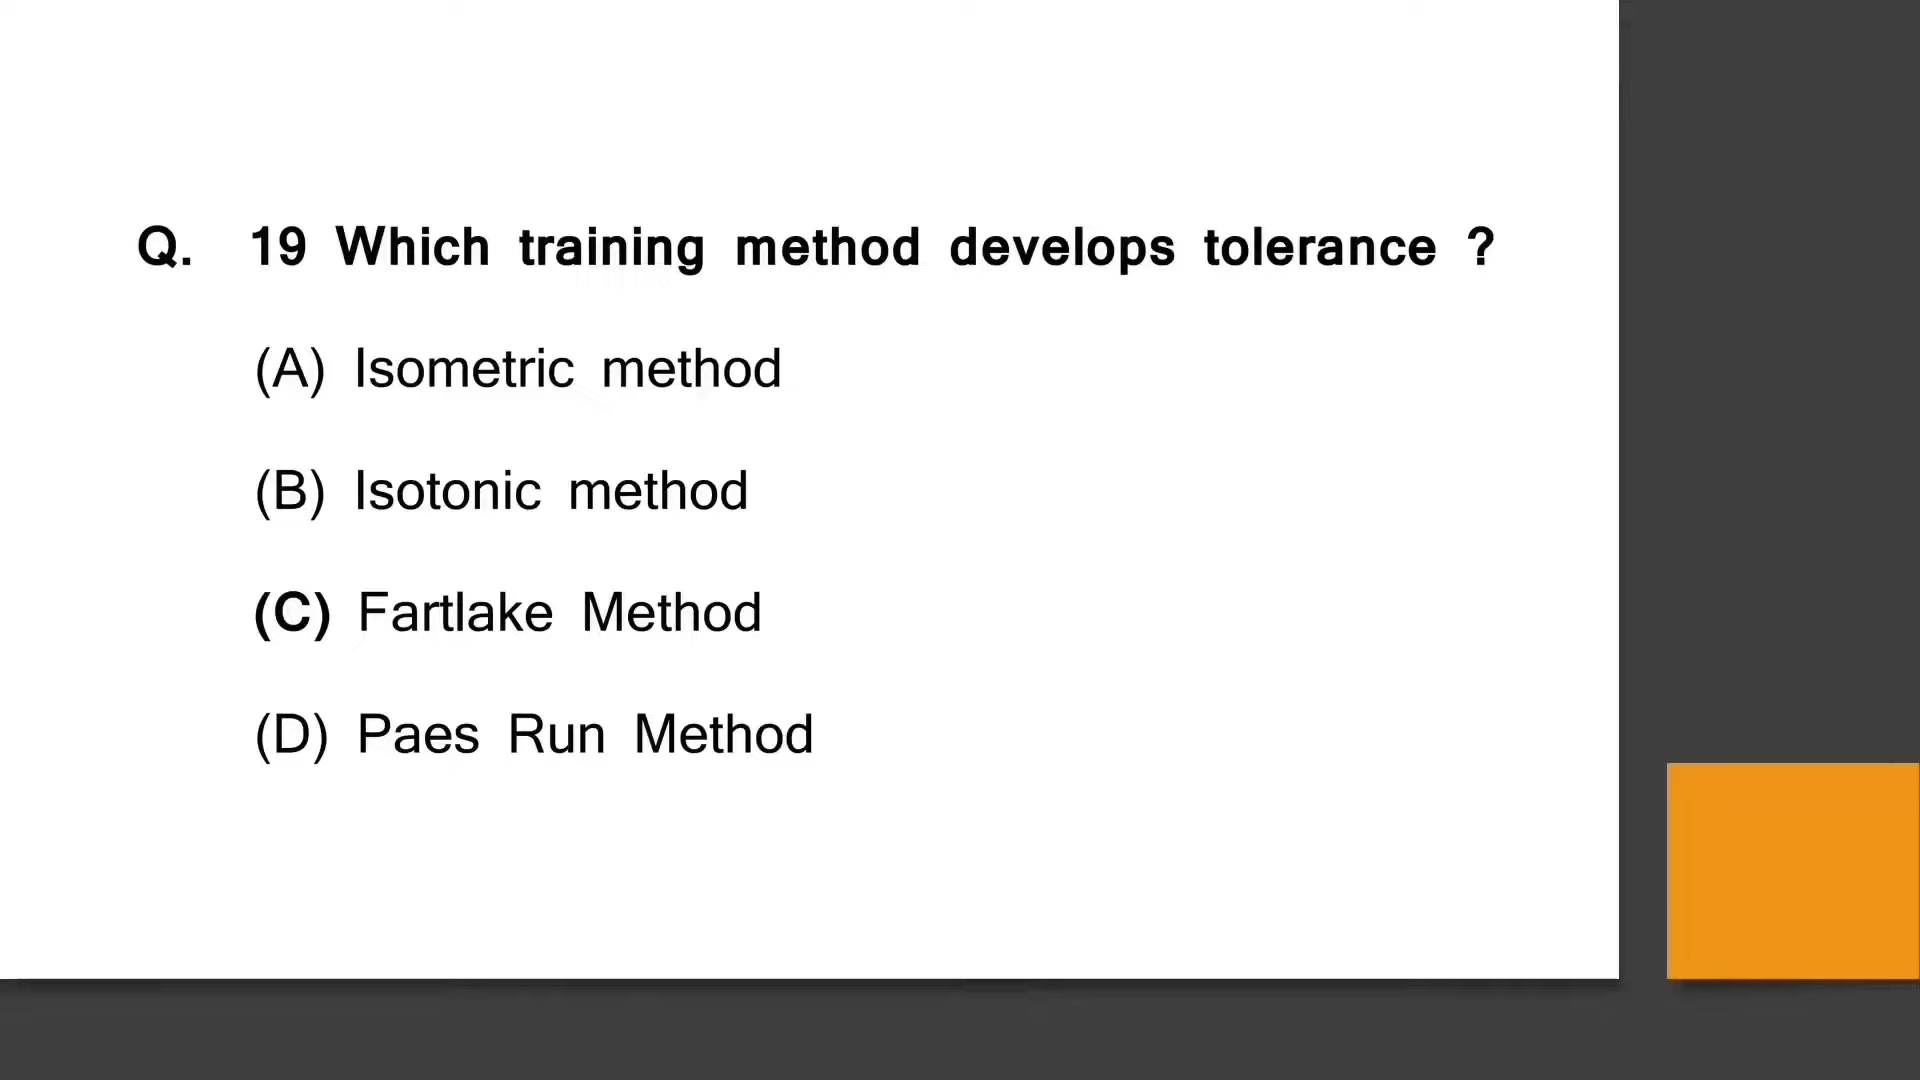 Q. 19 Which training method develops tolerance ?
(A) Isometric method
(B) Isotonic method
(C) Fartlake Method
(D) Paes Run Method